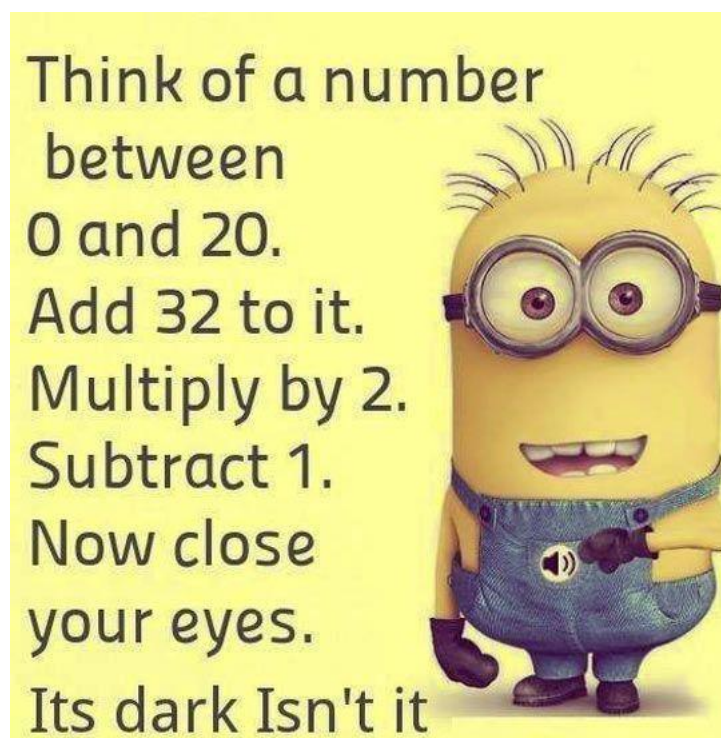 Think of a number
between
0 and 20.
Add 32 to it.
Multiply by 2.
Subtract 1.
Now close
your eyes.
Its dark Isn't it